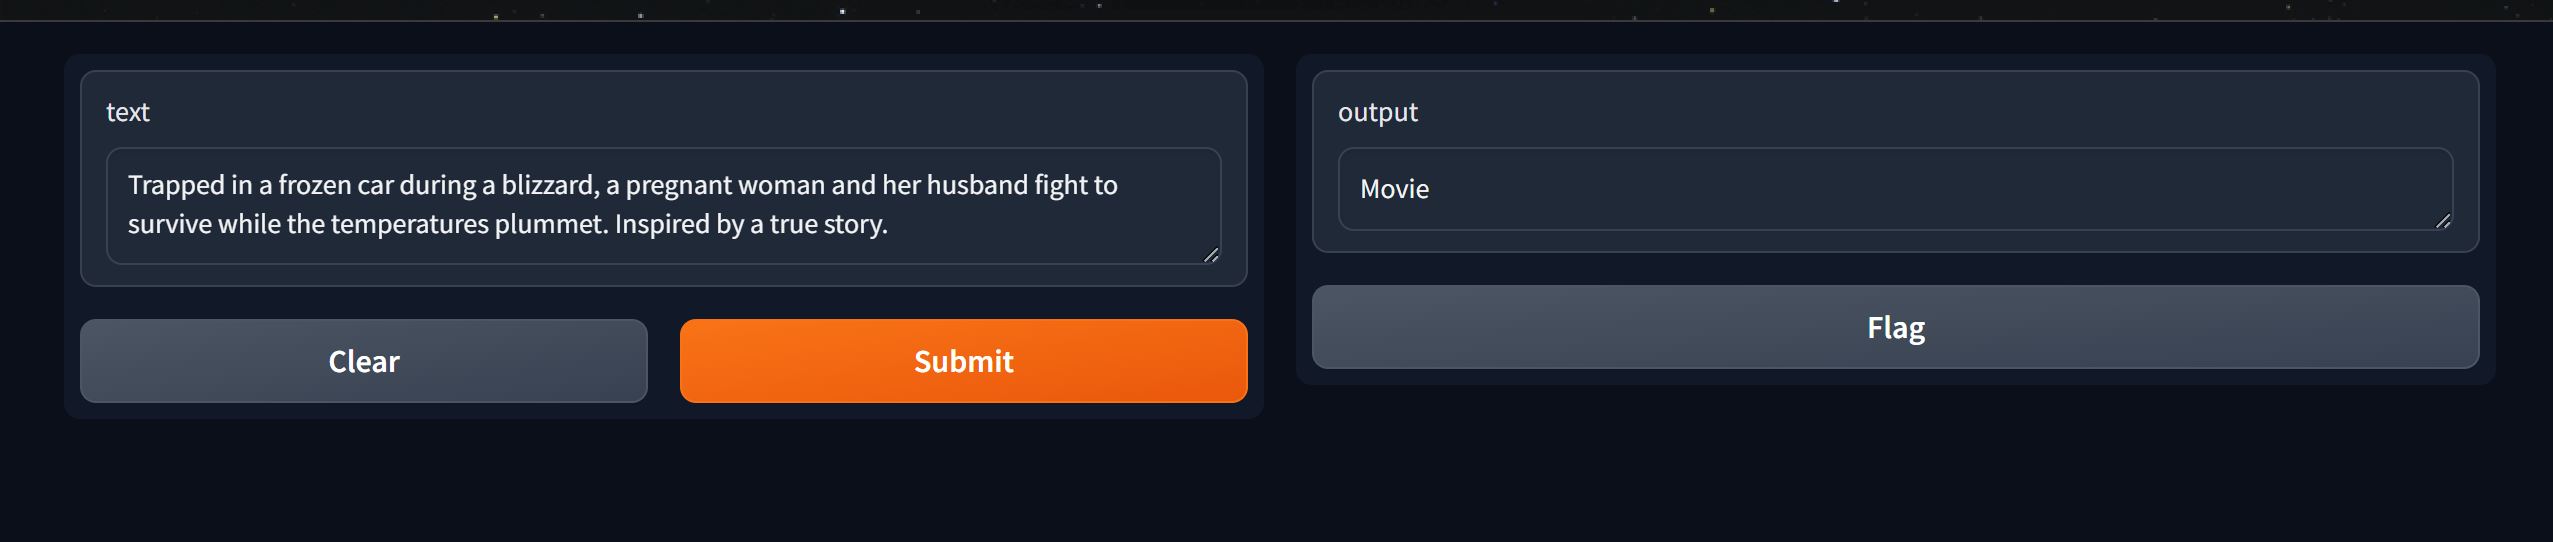 text
Trapped in a frozen car during a blizzard, a pregnant woman and her husband fight to
survive while the temperatures plummet. Inspired by a true story.
Clear
Submit
output
Movie
Flag